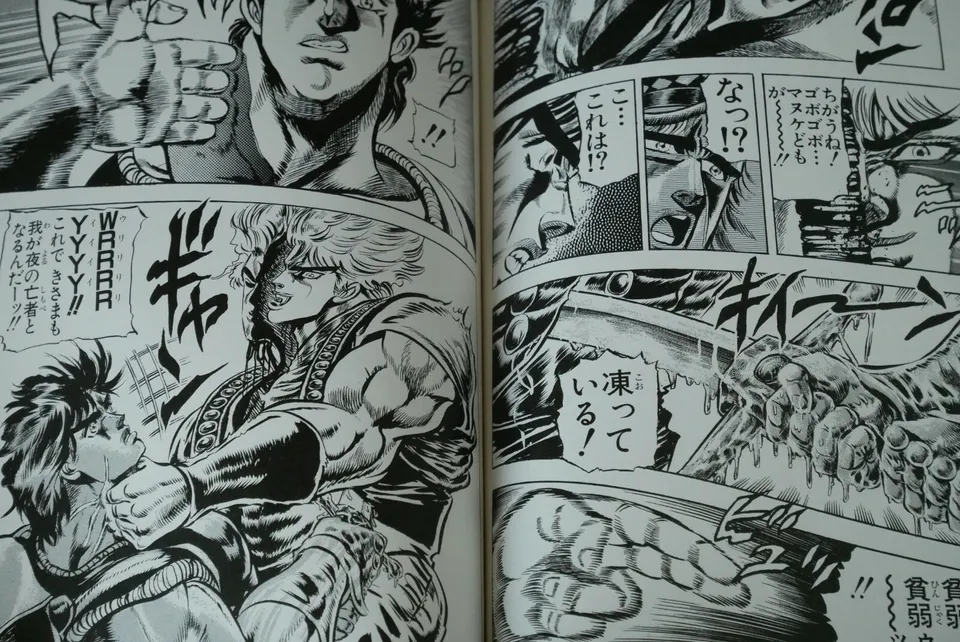 ちがうね!
ゴボゴボ…
マヌケども
が〜〜!!
なっ!?
こ…
これは!?
キイーン
凍って
いる!
貧弱
貧弱
!!
!!
WRRR
YYYY!!
これで きさまも
我が夜の亡者と
なるんだーッ!!
ギャン